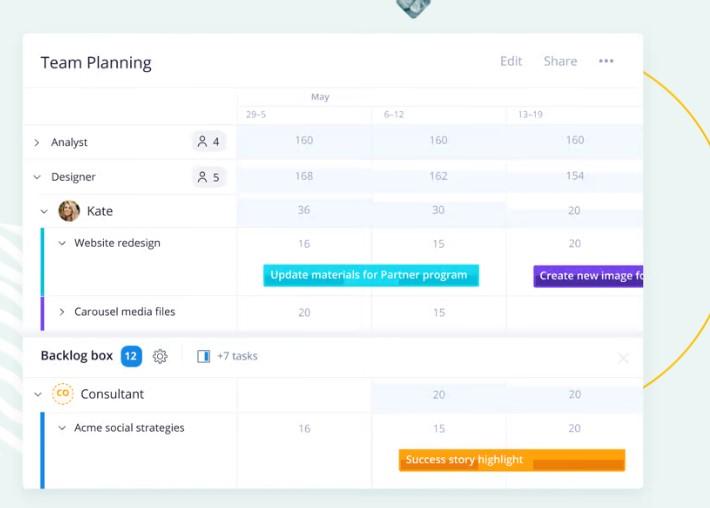 Team Planning Edit Share •••
May
29–5 6–12 13–19
Analyst 4 160 160 160
Designer 5 168 162 154
Kate 36 30 20
Website redesign 16 15 20
Update materials for Partner program Create new image fo
Carousel media files 20 15
Backlog box 12 +7 tasks
CO Consultant 20 20
Acme social strategies 16 15 20
Success story highlight